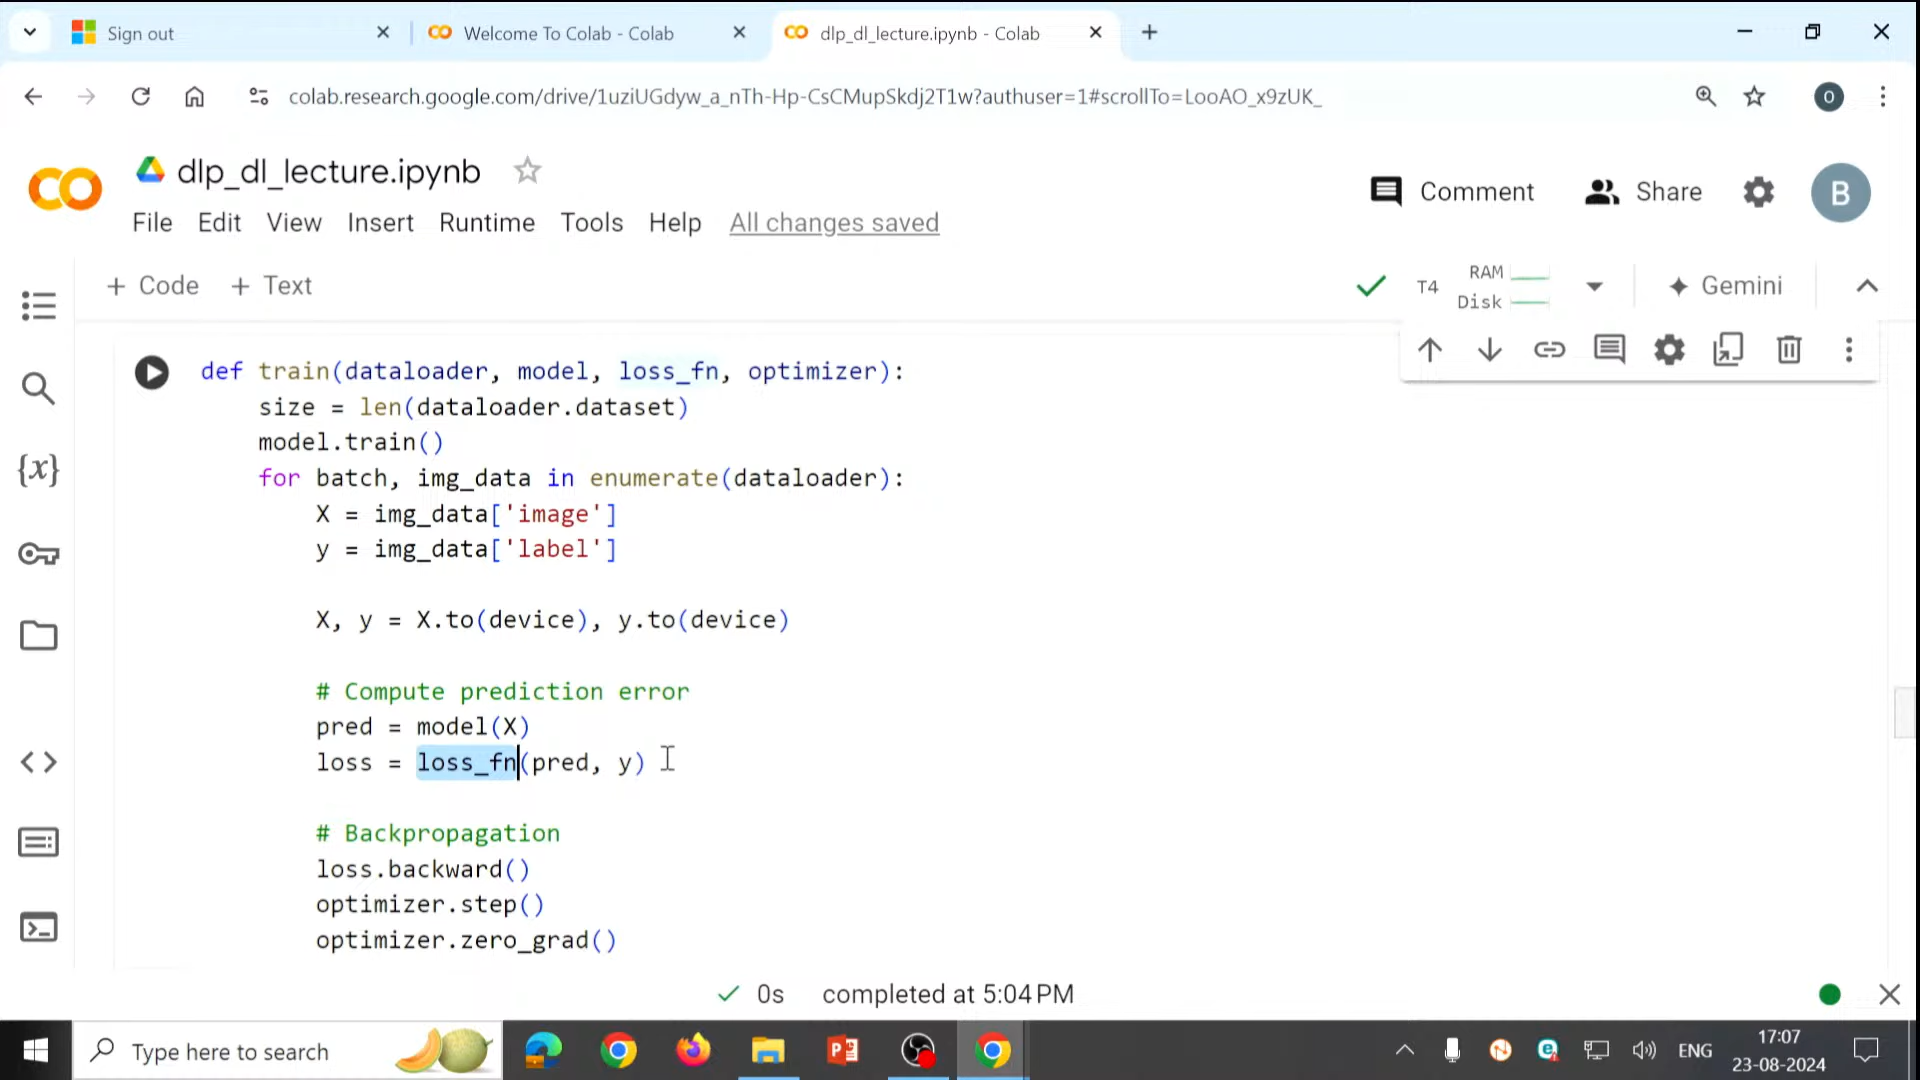 Sign out
Welcome To Colab - Colab
dlp_dl_lecture.ipynb - Colab
colab.research.google.com/drive/1uziUGdyw_a_nTh-Hp-CsCMupSkdj2T1w?authuser=1#scrollTo=LooAO_x9zUK_
O
dlp_dl_lecture.ipynb
Comment
Share
B
File Edit View Insert Runtime Tools Help All changes saved
+ Code + Text
T4
RAM
Disk
Gemini
def train(dataloader, model, loss_fn, optimizer):
size = len(dataloader.dataset)
model.train()
for batch, img_data in enumerate(dataloader):
X = img_data['image']
y = img_data['label']
X, y = X.to(device), y.to(device)
# Compute prediction error
pred = model(X)
loss = loss_fn(pred, y)
# Backpropagation
loss.backward()
optimizer.step()
optimizer.zero_grad()
0s completed at 5:04 PM
Type here to search
ENG
17:07
23-08-2024